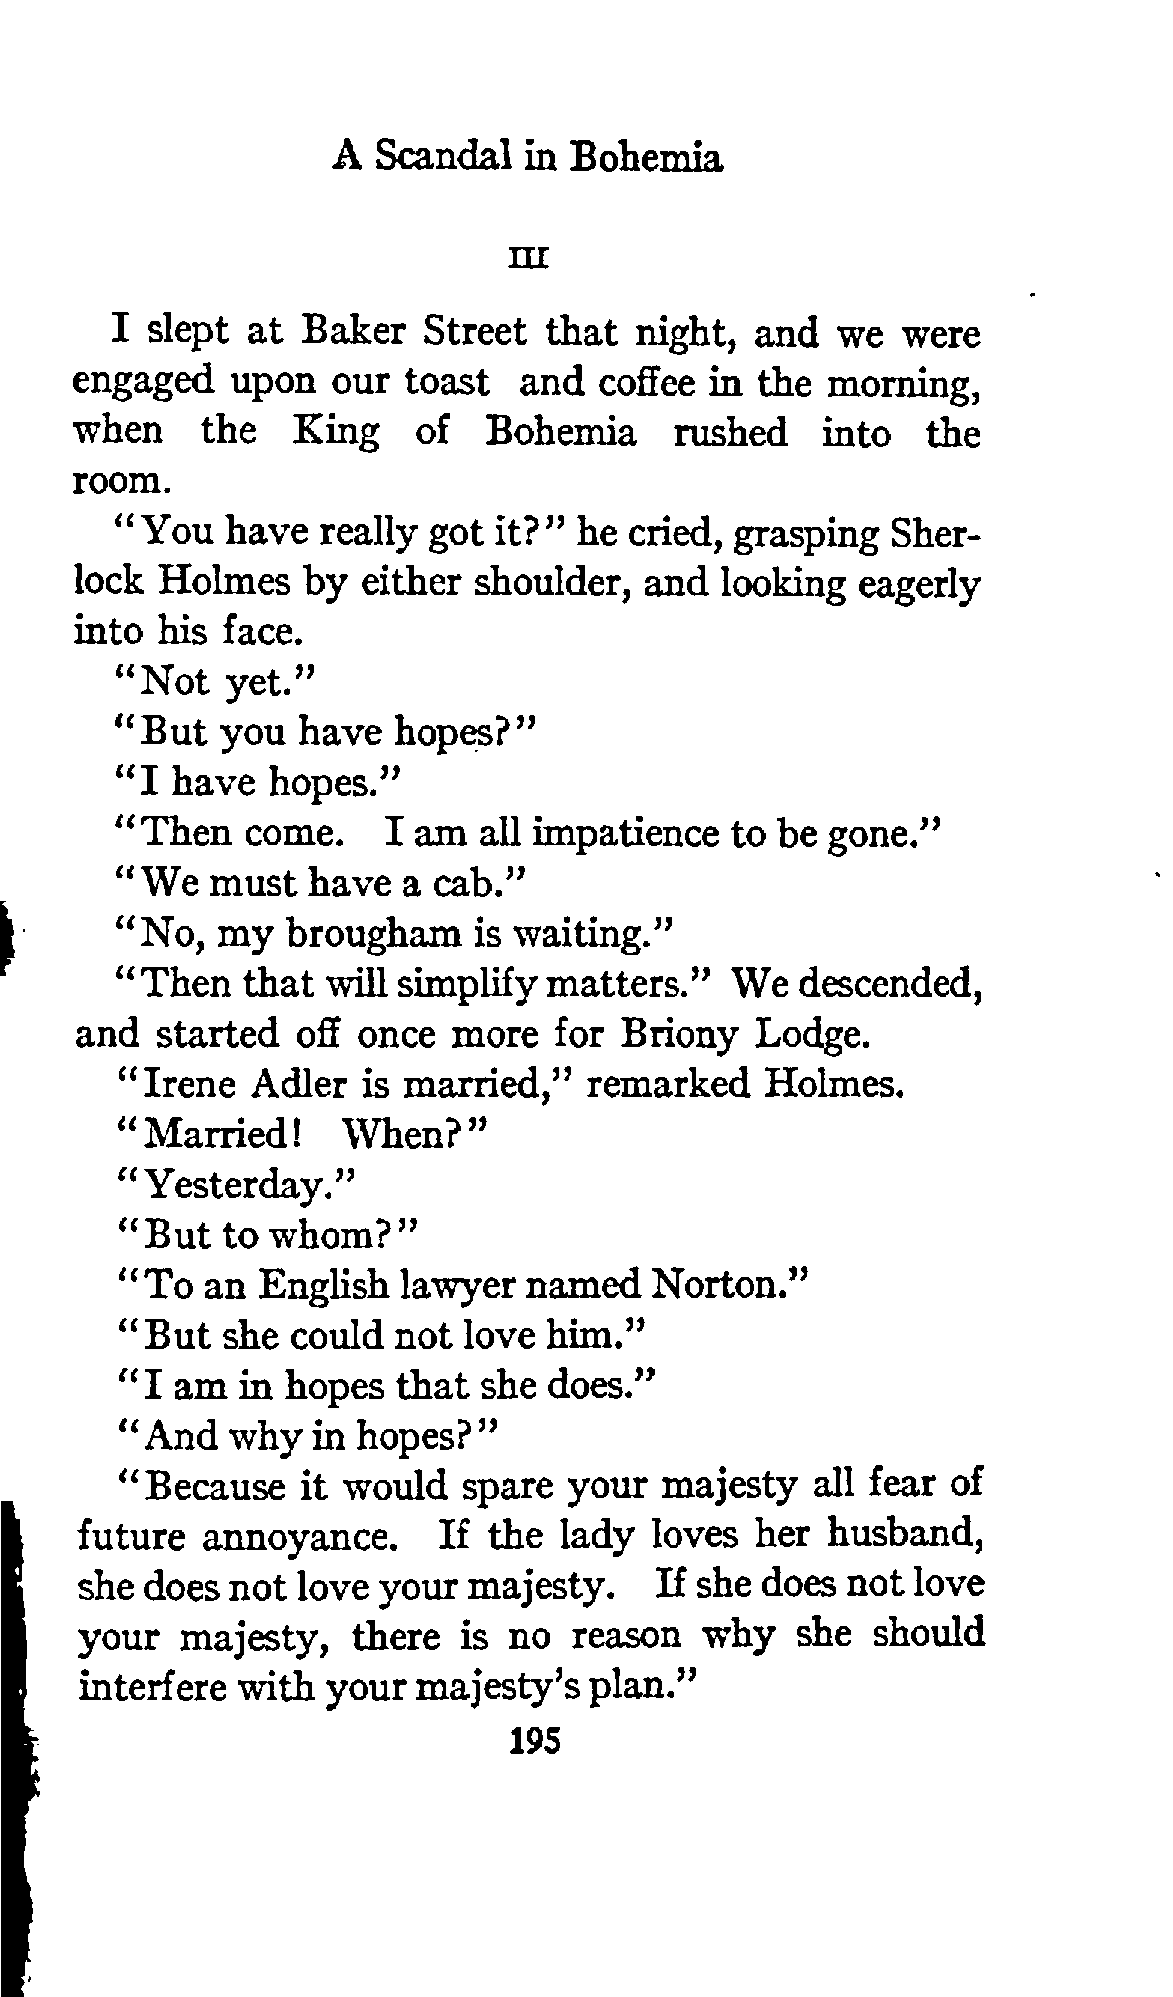 A Scandal in Bohemia
III
I slept at Baker Street that night, and we were
engaged upon our toast and coffee in the morning,
when the King of Bohemia rushed into the
room.
"You have really got it?" he cried, grasping Sher-
lock Holmes by either shoulder, and looking eagerly
into his face.
"Not yet."
"But you have hopes?"
"I have hopes."
"Then come. I am all impatience to be gone."
"We must have a cab."
"No, my brougham is waiting."
"Then that will simplify matters." We descended,
and started off once more for Briony Lodge.
"Irene Adler is married," remarked Holmes.
"Married! When?"
"Yesterday."
"But to whom?"
"To an English lawyer named Norton."
"But she could not love him."
"I am in hopes that she does."
"And why in hopes?"
"Because it would spare your majesty all fear of
future annoyance. If the lady loves her husband,
she does not love your majesty. If she does not love
your majesty, there is no reason why she should
interfere with your majesty's plan."
195